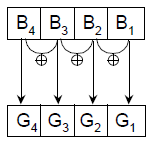 B4 B3 B2 B1
⊕ ⊕ ⊕
G4 G3 G2 G1